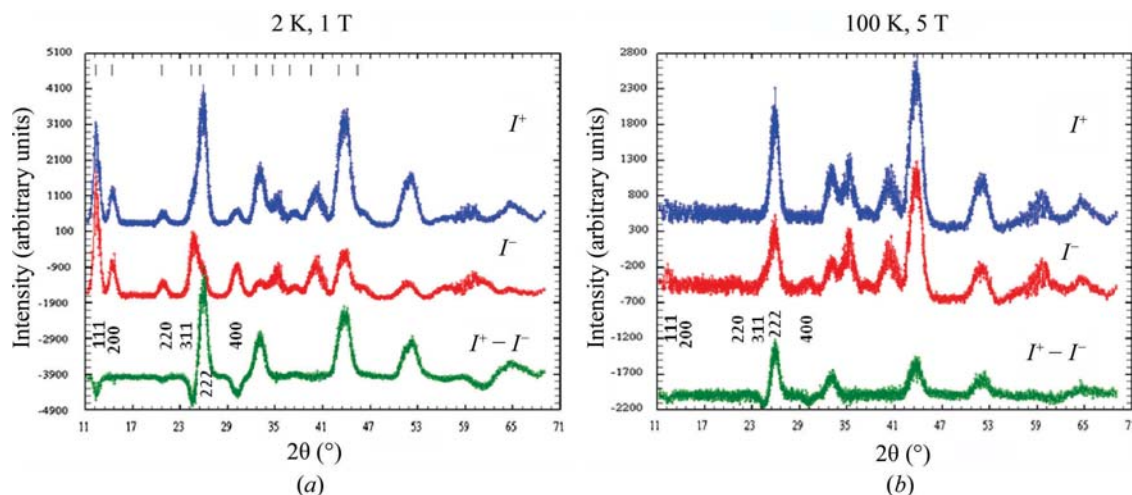 2 K, 1 T
5100
4100
3100
2100
1100
100
-900
-1900
-2900
-3900
-4900
Intensity (arbitrary units)
I⁺
I⁻
I⁺ – I⁻
111
200
220
311
222
400
11 17 23 29 35 41 47 53 59 65 71
2θ (°)
(a)
100 K, 5 T
2800
2300
1800
1300
800
300
-200
-700
-1200
-1700
-2200
Intensity (arbitrary units)
I⁺
I⁻
I⁺ – I⁻
111
200
220
311
222
400
11 17 23 29 35 41 47 53 59 65 71
2θ (°)
(b)